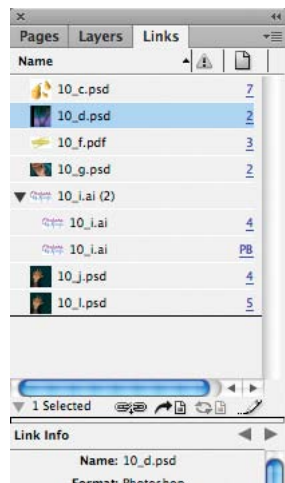 Pages Layers Links
Name
10_c.psd 7
10_d.psd 2
10_f.pdf 3
10_g.psd 2
10_i.ai (2)
10_i.ai 4
10_i.ai PB
10_j.psd 4
10_l.psd 5
1 Selected
Link Info
Name: 10_d.psd
Format: Photoshop